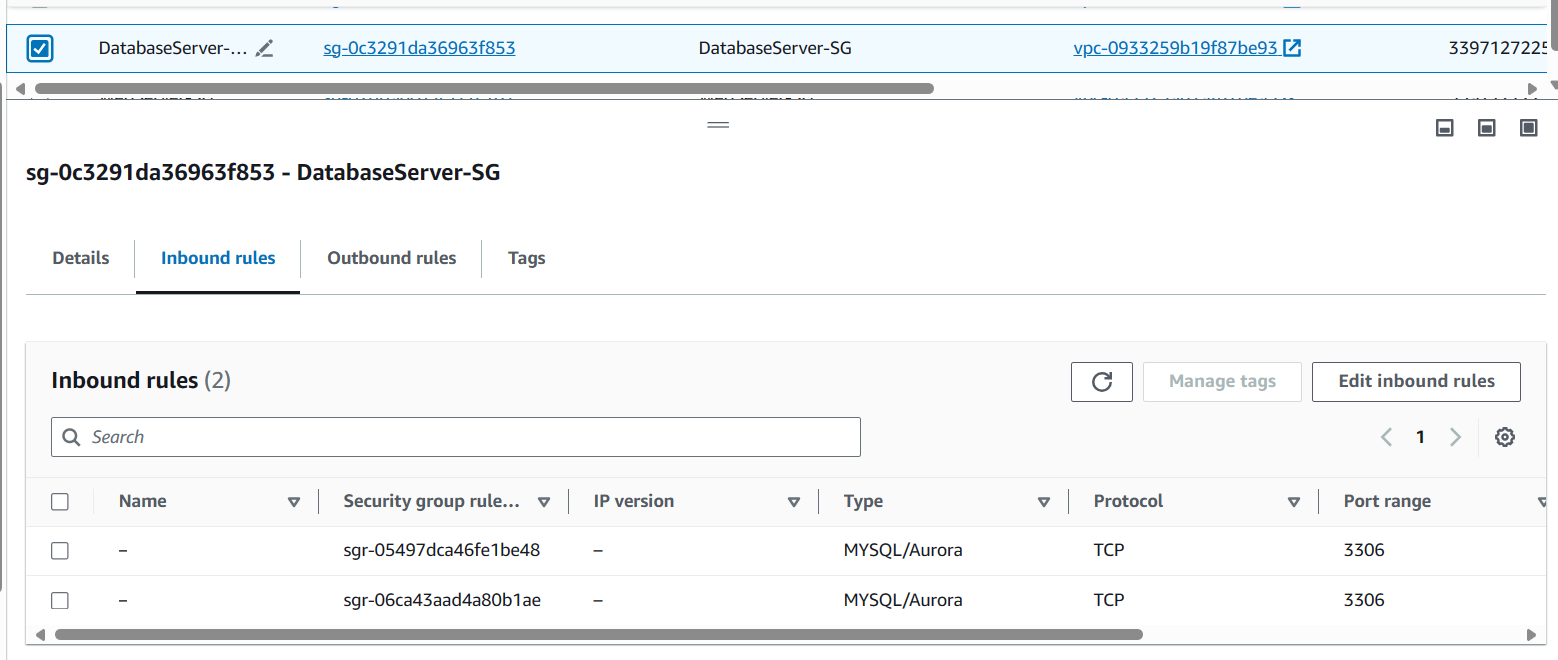 DatabaseServer-... sg-0c3291da36963f853 DatabaseServer-SG vpc-0933259b19f87be93 3397127225
sg-0c3291da36963f853 - DatabaseServer-SG
Details Inbound rules Outbound rules Tags
Inbound rules (2) Manage tags Edit inbound rules
Search 1
Name Security group rule... IP version Type Protocol Port range
– sgr-05497dca46fe1be48 – MYSQL/Aurora TCP 3306
– sgr-06ca43aad4a80b1ae – MYSQL/Aurora TCP 3306